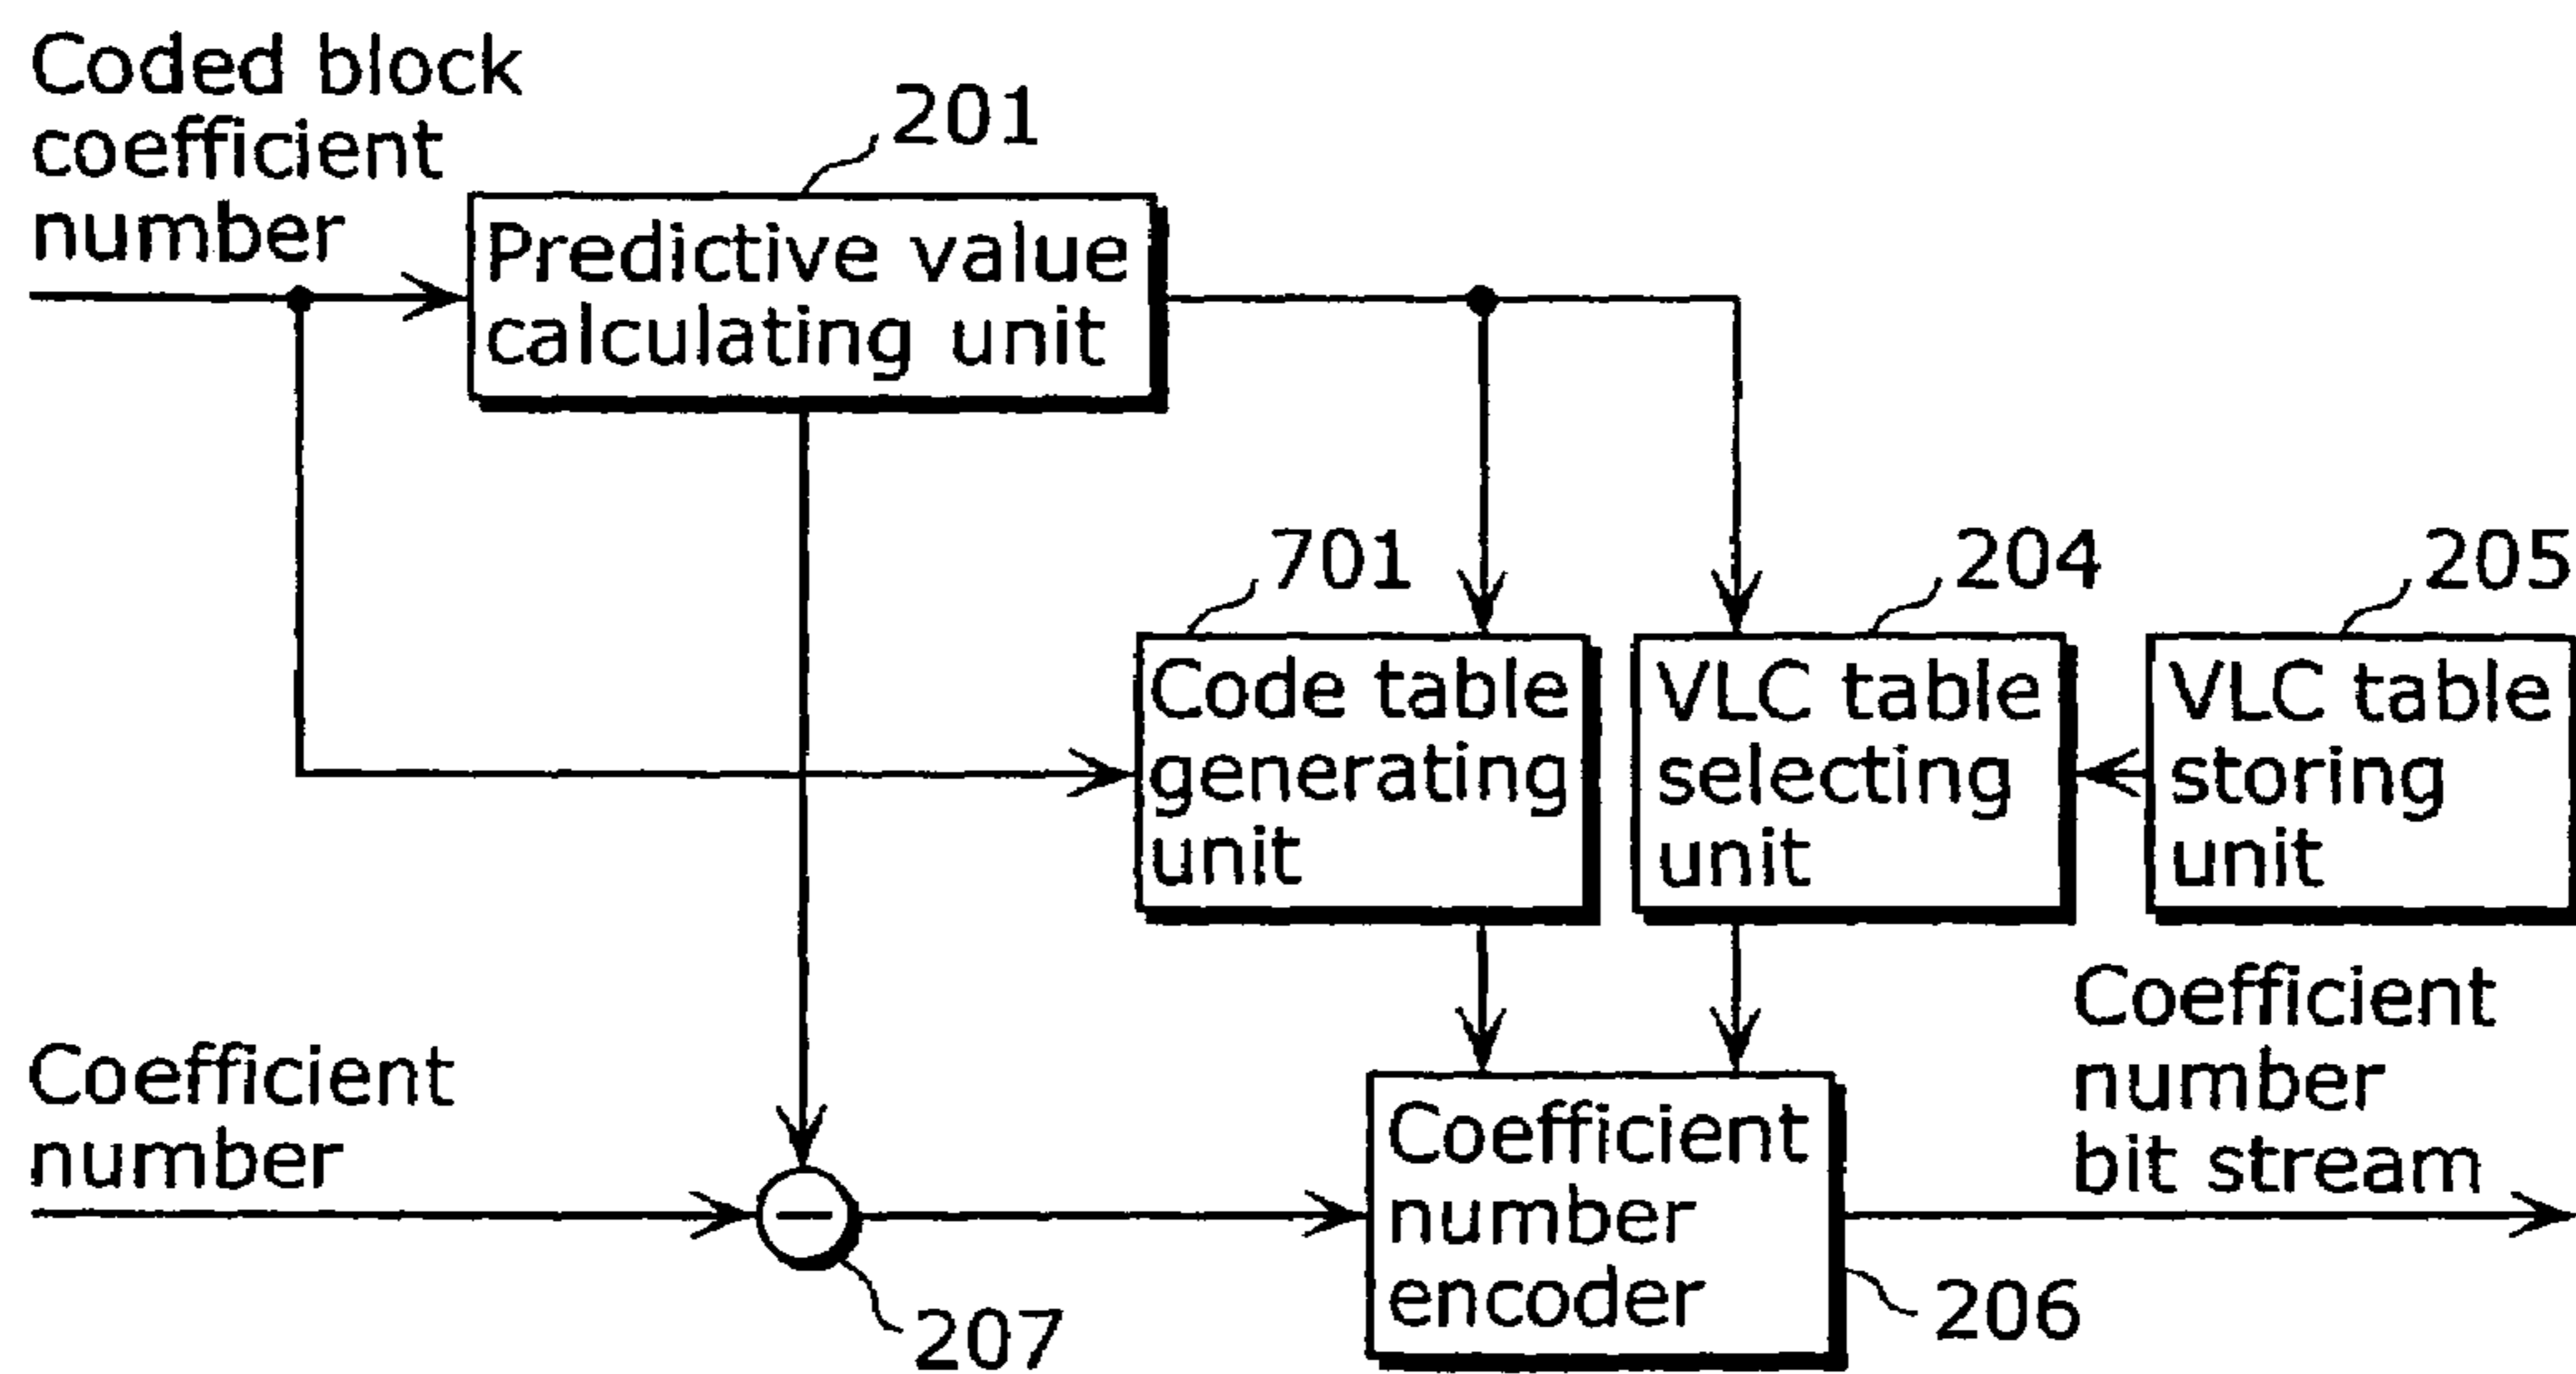 Coded block
coefficient
number
201
Predictive value
calculating unit
701
204
205
Code table
generating
unit
VLC table
selecting
unit
VLC table
storing
unit
Coefficient
number
207
Coefficient
number
encoder
206
Coefficient
number
bit stream